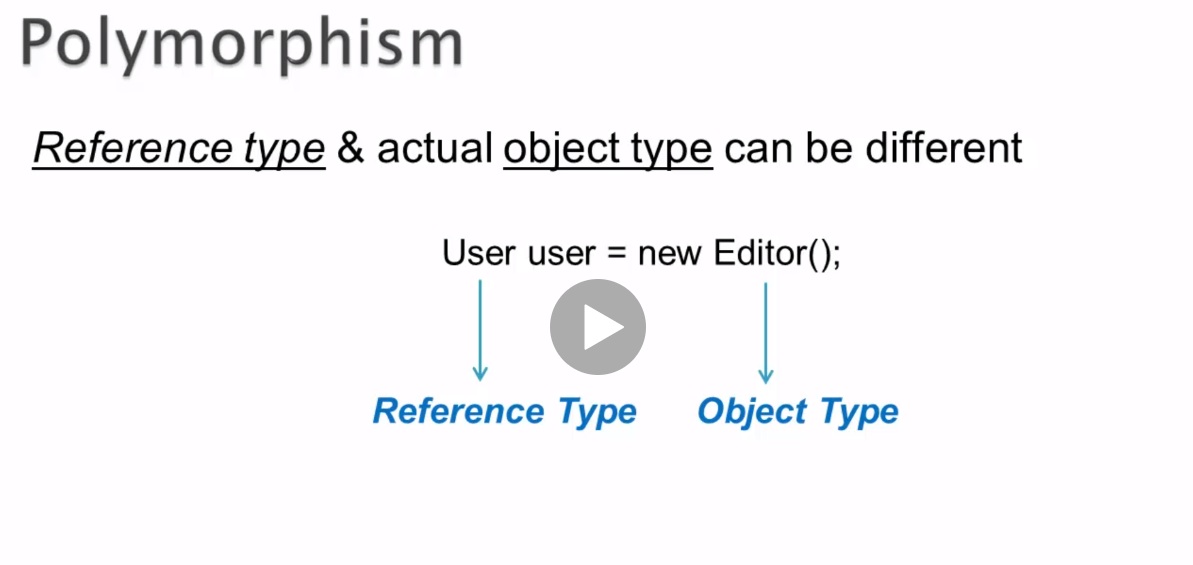 Polymorphism
Reference type & actual object type can be different
User user = new Editor();
Reference Type Object Type